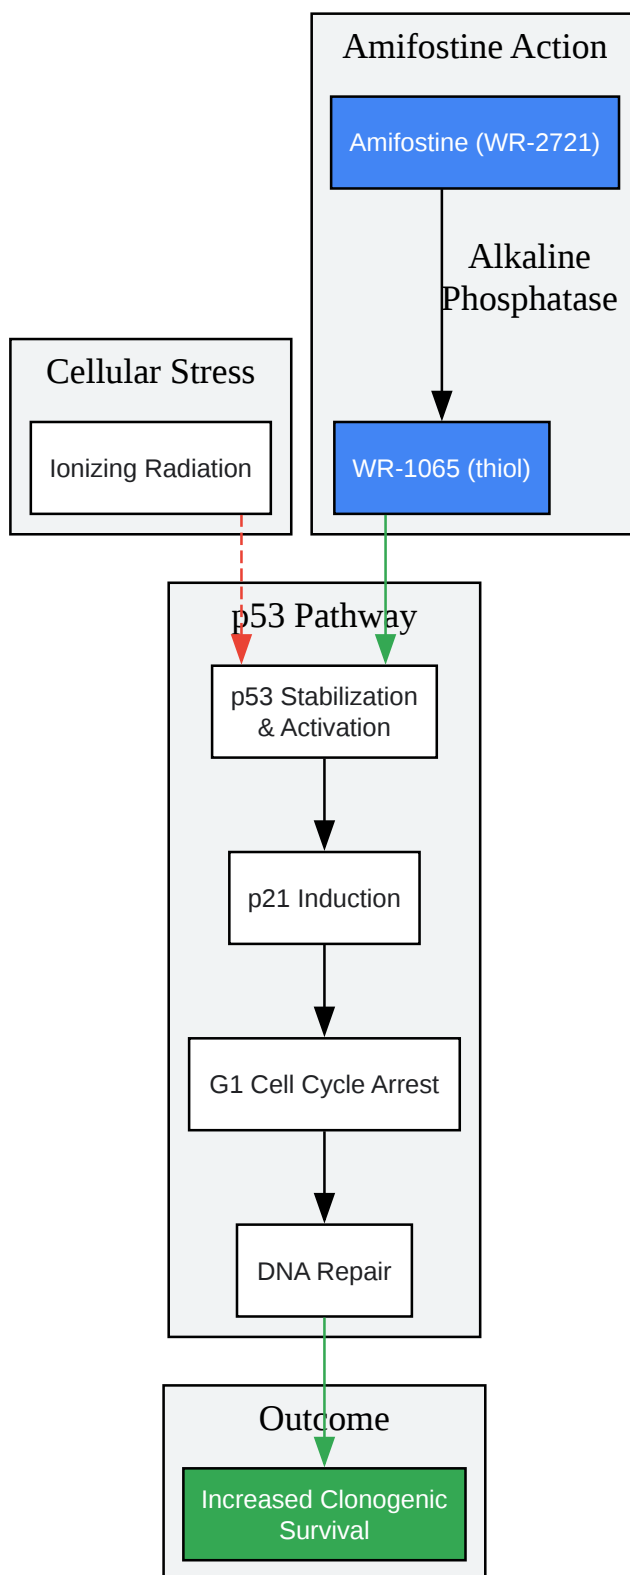 Amifostine Action
Amifostine (WR-2721)
Alkaline
Phosphatase
Cellular Stress
Ionizing Radiation
WR-1065 (thiol)
p53 Pathway
p53 Stabilization
& Activation
p21 Induction
G1 Cell Cycle Arrest
DNA Repair
Outcome
Increased Clonogenic
Survival